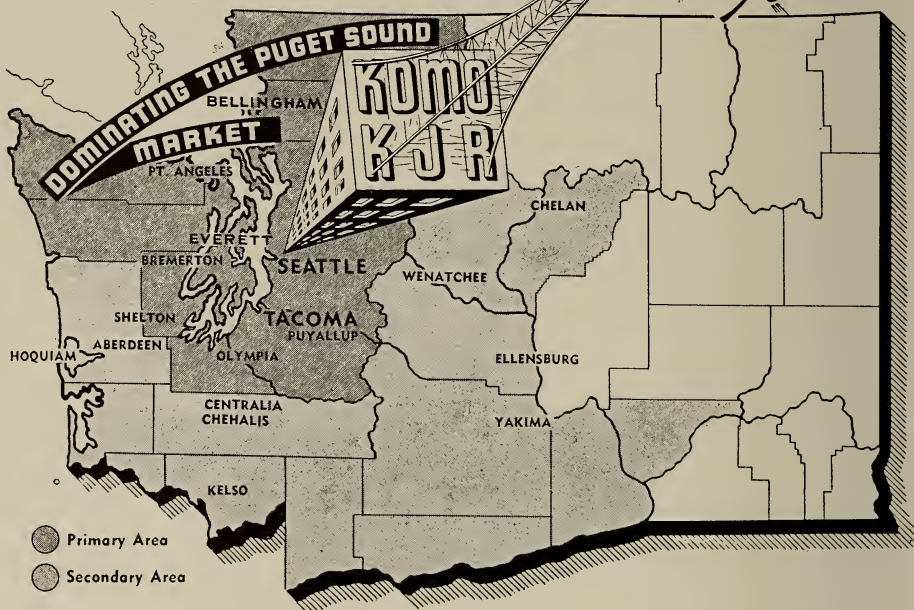 DOMINATING THE PUGET SOUND
MARKET
KOMO
KJR
BELLINGHAM
PT. ANGELES
CHELAN
EVERETT
BREMERTON
SEATTLE
WENATCHEE
SHELTON
TACOMA
PUYALLUP
HOQUIAM
ABERDEEN
OLYMPIA
ELLENSBURG
CENTRALIA
CHEHALIS
YAKIMA
KELSO
Primary Area
Secondary Area